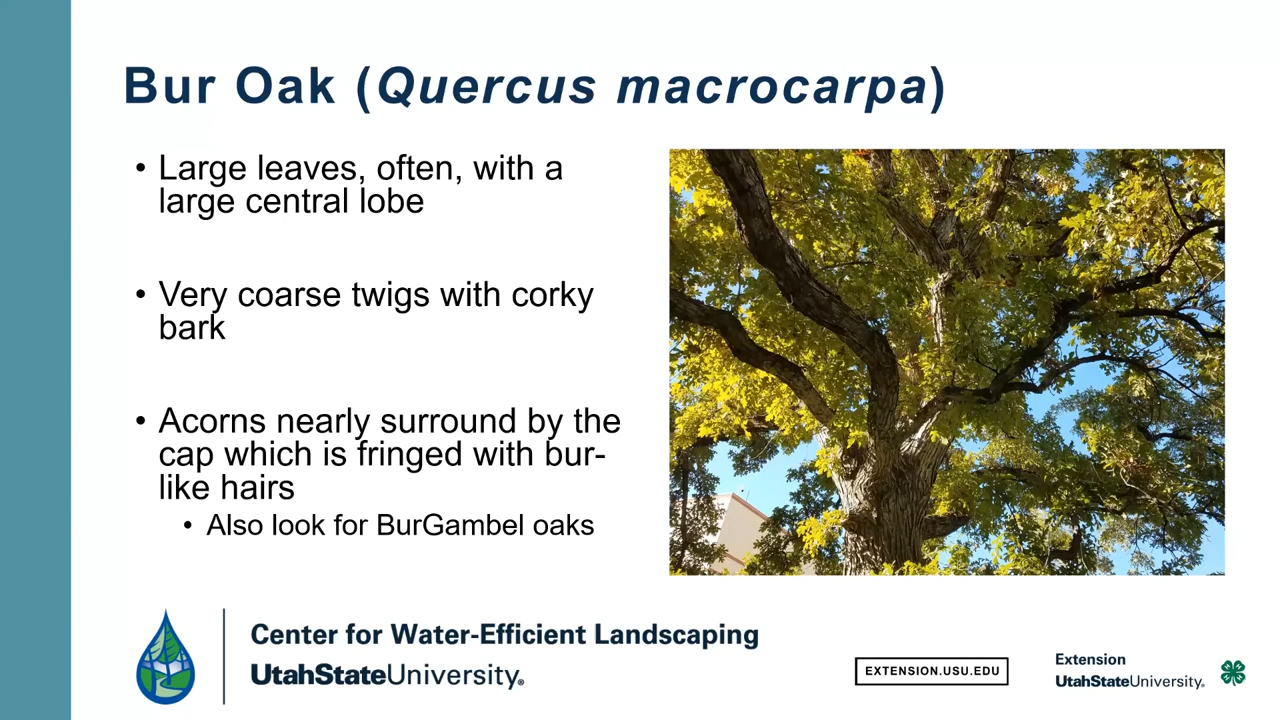 Bur Oak (Quercus macrocarpa)
• Large leaves, often, with a
large central lobe
• Very coarse twigs with corky
bark
• Acorns nearly surround by the
cap which is fringed with bur-
like hairs
• Also look for BurGambel oaks
Center for Water-Efficient Landscaping
UtahStateUniversity®
EXTENSION.USU.EDU
Extension
UtahStateUniversity®